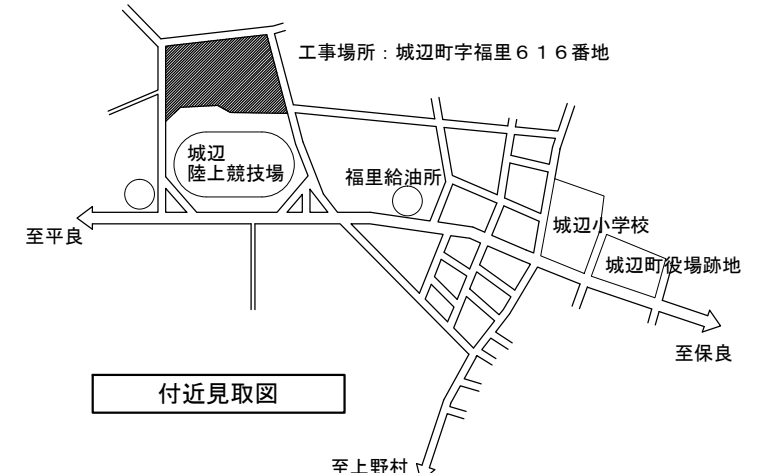 工事場所：城辺町字福里６１６番地
城辺
陸上競技場
福里給油所
城辺小学校
至平良
城辺町役場跡地
至保良
付近見取図
至上野村